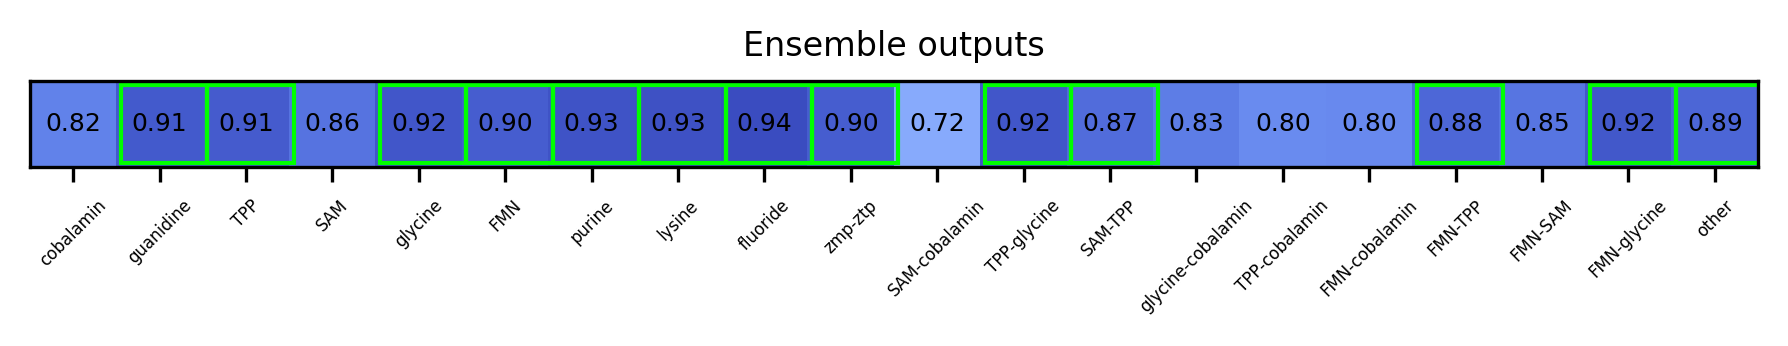 Ensemble outputs
0.82 0.91 0.91 0.86 0.92 0.90 0.93 0.93 0.94 0.90 0.72 0.92 0.87 0.83 0.80 0.80 0.88 0.85 0.92 0.89
cobalamin guanidine TPP SAM glycine FMN purine lysine fluoride zmp-ztp SAM-cobalamin TPP-glycine SAM-TPP glycine-cobalamin TPP-cobalamin FMN-cobalamin FMN-TPP FMN-SAM FMN-glycine other